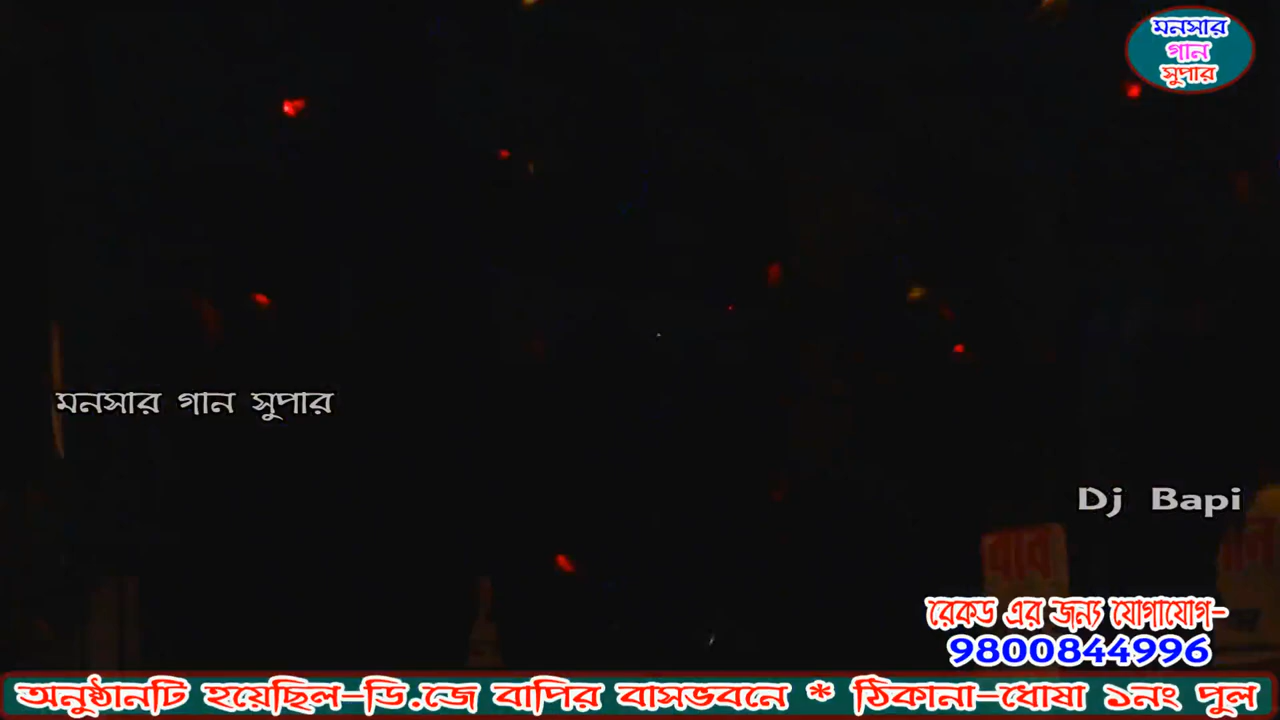 মনসার
গান
সুপার
মনসার গান সুপার
Dj Bapi
রেকড এর জন্য যোগাযোগ-
9800844996
অনুষ্ঠানটি হয়েছিল-ডি.জে বাপির বাসভবনে * ঠিকানা-ধোষা ১নং পুল